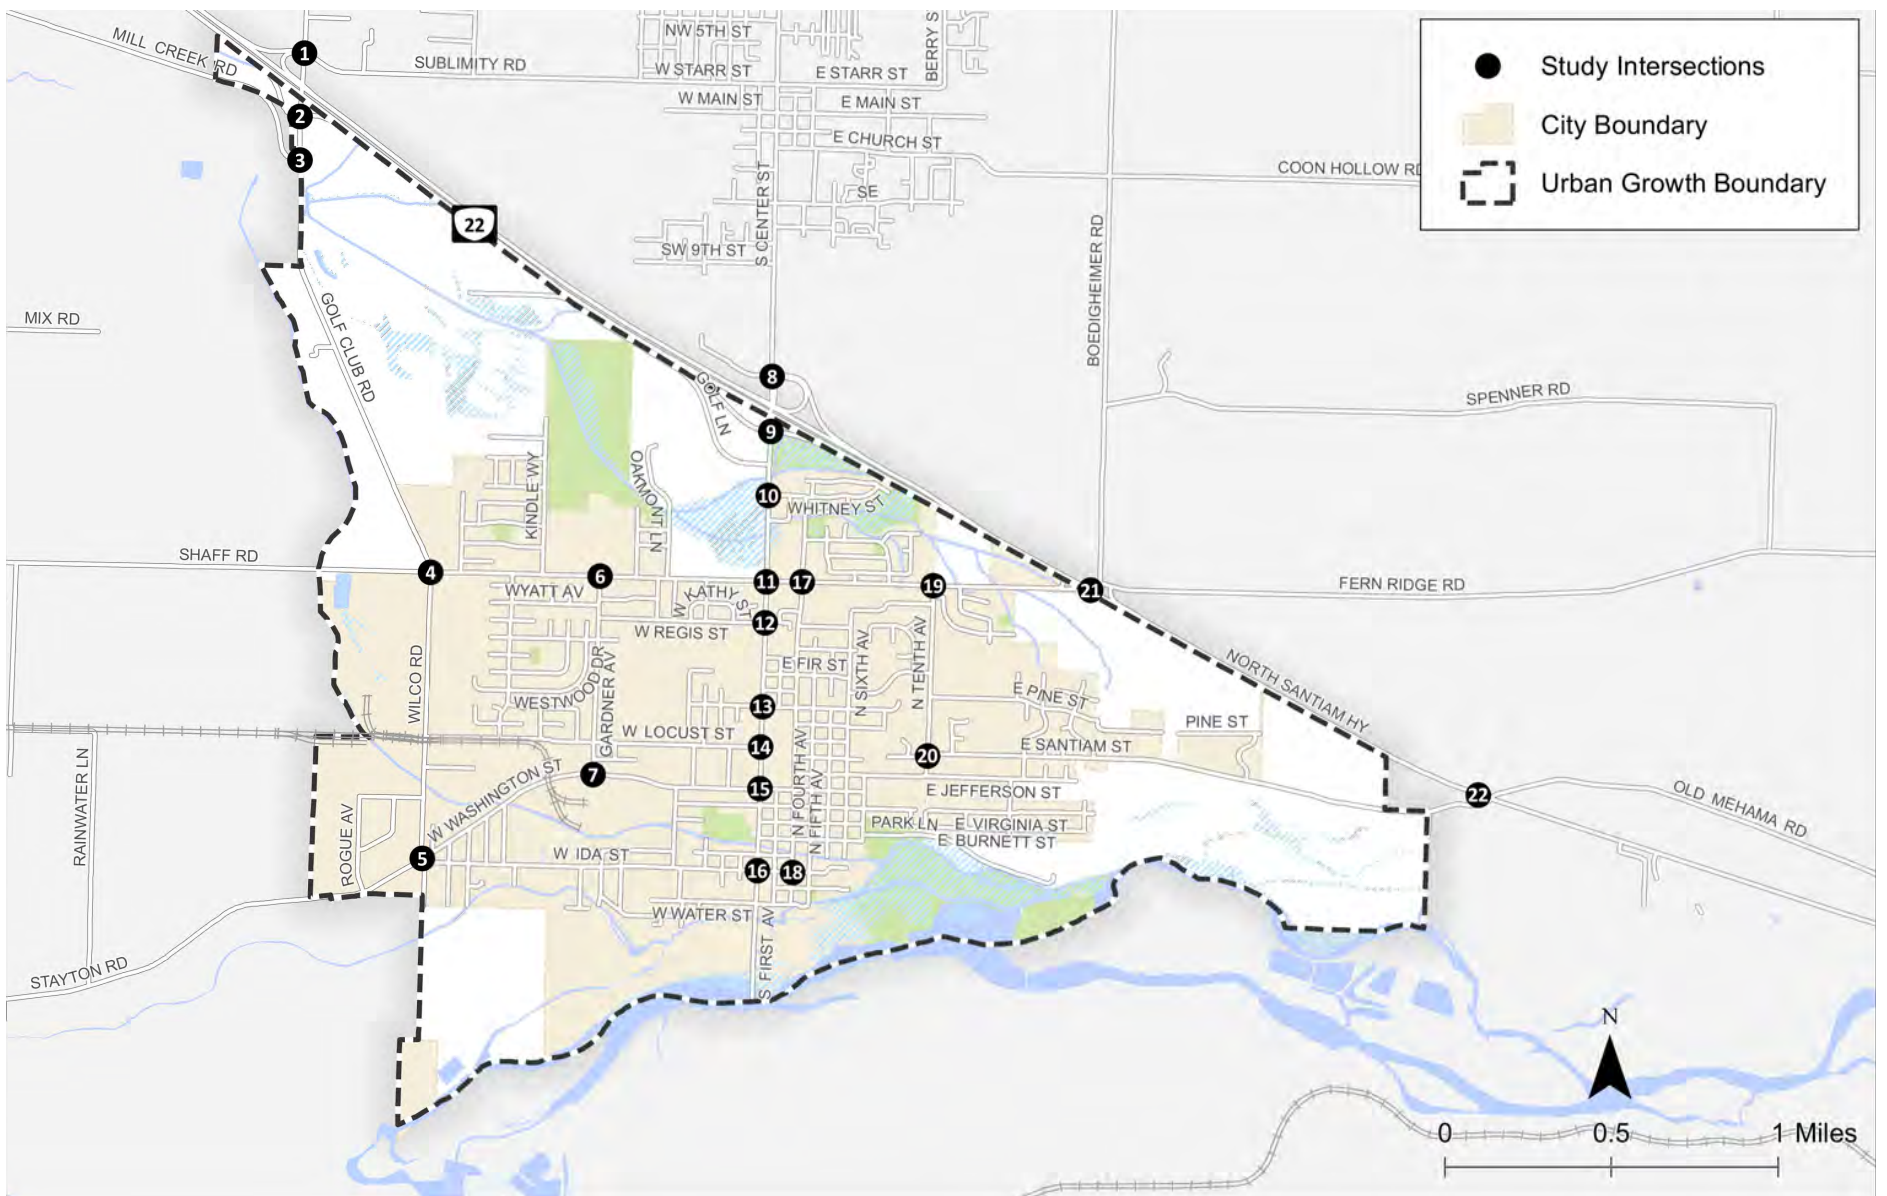 MILL CREEK RD
1
SUBLIMITY RD
NW 5TH ST
W STARR ST
E STARR ST
BERRY S
W MAIN ST
E MAIN ST
E CHURCH ST
S CENTER ST
SE
SW 9TH ST
COON HOLLOW RD
BOEDIGHEIMER RD
Study Intersections
City Boundary
Urban Growth Boundary
2
3
22
MIX RD
GOLF CLUB RD
8
GOLF LN
9
SPENNER RD
KINDLE WY
OAKMONT LN
10
WHITNEY ST
SHAFF RD
4
6
11
17
19
21
FERN RIDGE RD
WYATT AV
W KATHY ST
12
W REGIS ST
E FIR ST
N SIXTH AV
N TENTH AV
NORTH SANTIAM HY
WILCO RD
WESTWOOD DR
GARDNER AV
13
E PINE ST
PINE ST
W LOCUST ST
14
E SANTIAM ST
20
7
15
N FOURTH AV
N FIFTH AV
E JEFFERSON ST
22
OLD MEHAMA RD
RAINWATER LN
ROGUE AV
W WASHINGTON ST
PARK LN
E VIRGINIA ST
E BURNETT ST
5
W IDA ST
16
18
W WATER ST
S FIRST AV
STAYTON RD
N
0
0.5
1 Miles